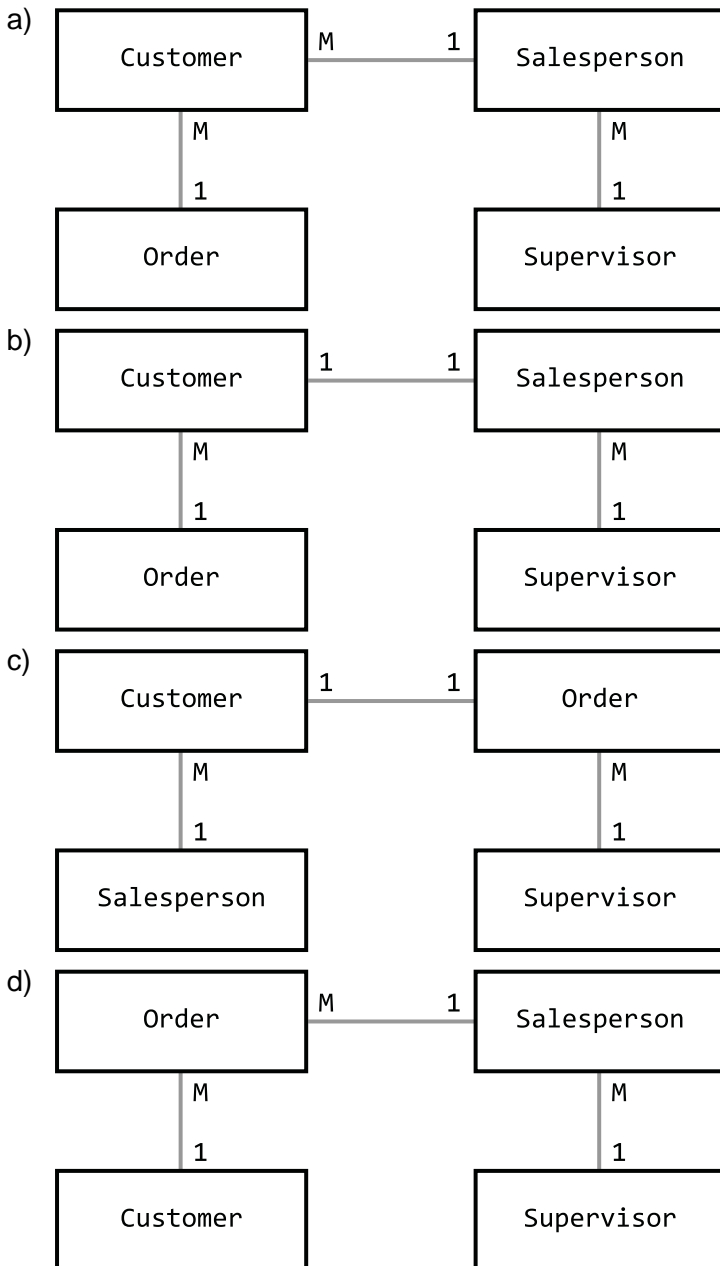 a)
Customer M 1 Salesperson
M M
1 1
Order Supervisor
b)
Customer 1 1 Salesperson
M M
1 1
Order Supervisor
c)
Customer 1 1 Order
M M
1 1
Salesperson Supervisor
d)
Order M 1 Salesperson
M M
1 1
Customer Supervisor